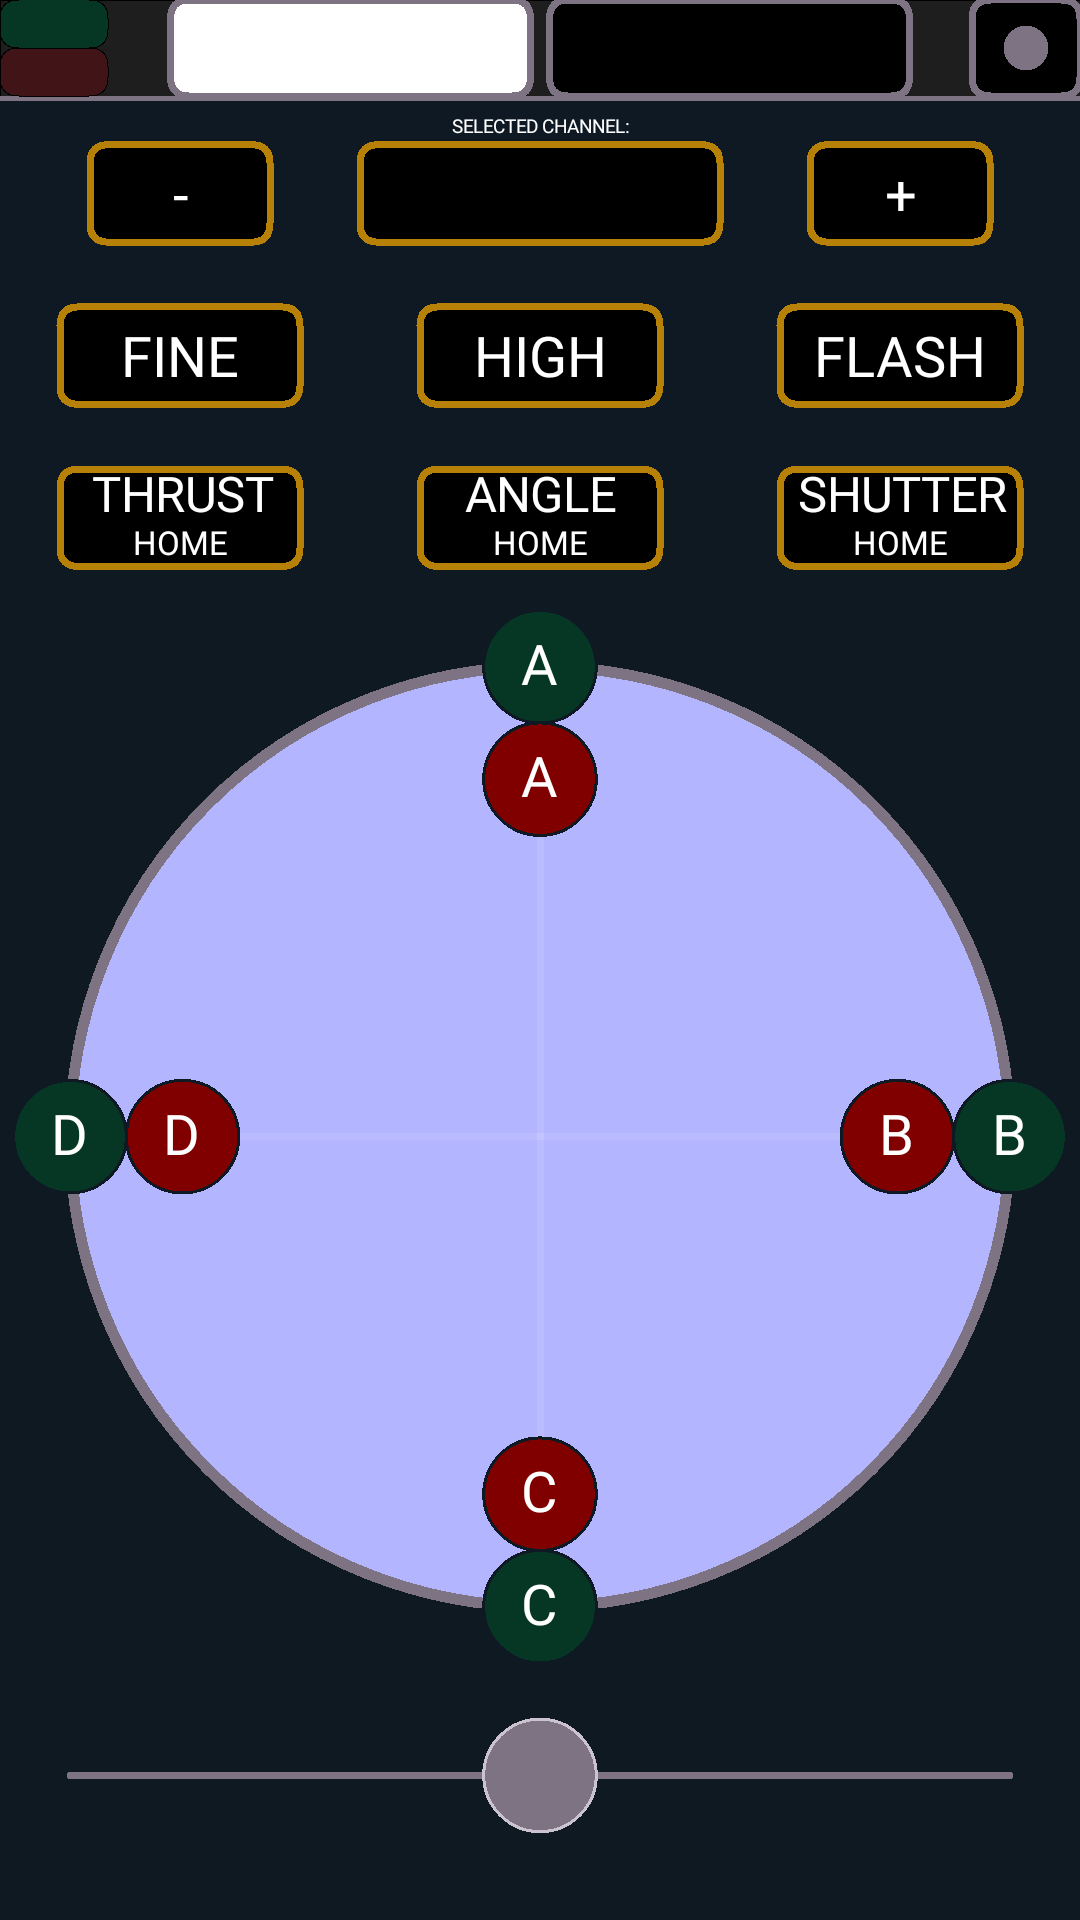 SELECTED CHANNEL:
- +
FINE HIGH FLASH
THRUST ANGLE SHUTTER
HOME HOME HOME
A
A
D D B B
C
C